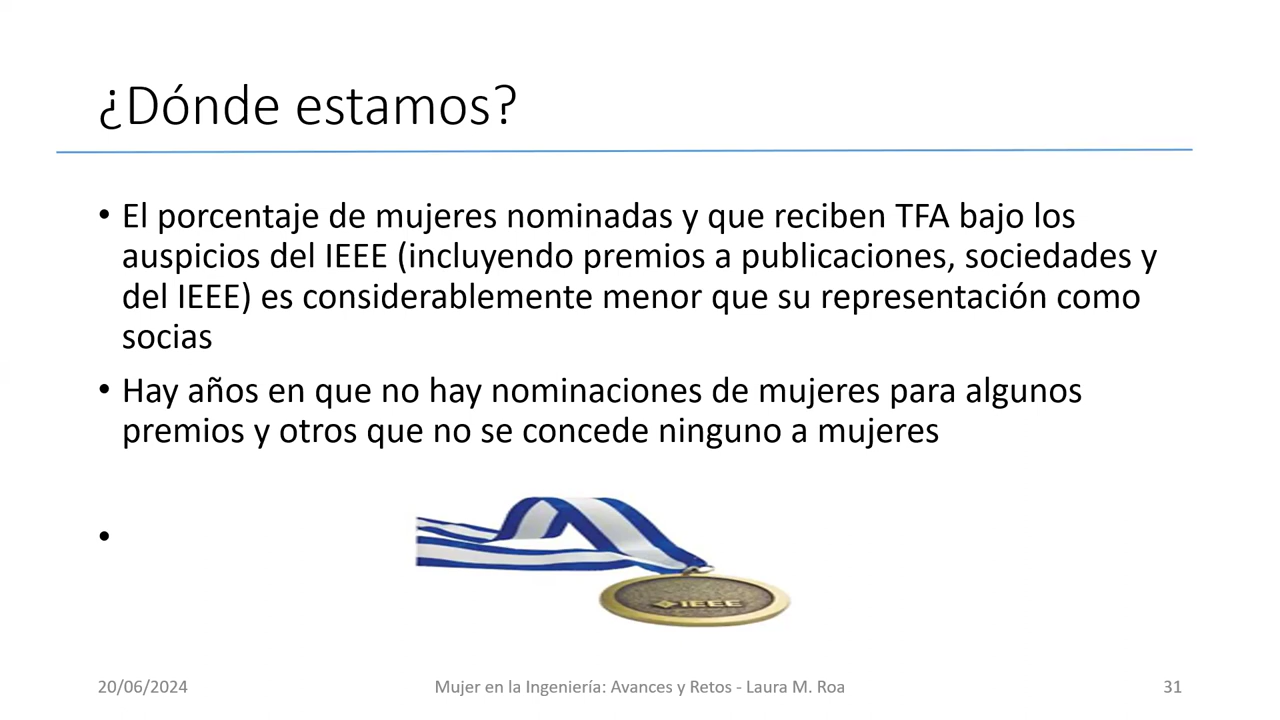 ¿Dónde estamos?
• El porcentaje de mujeres nominadas y que reciben TFA bajo los
auspicios del IEEE (incluyendo premios a publicaciones, sociedades y
del IEEE) es considerablemente menor que su representación como
socias
• Hay años en que no hay nominaciones de mujeres para algunos
premios y otros que no se concede ninguno a mujeres
•
IEEE
20/06/2024
Mujer en la Ingeniería: Avances y Retos - Laura M. Roa
31